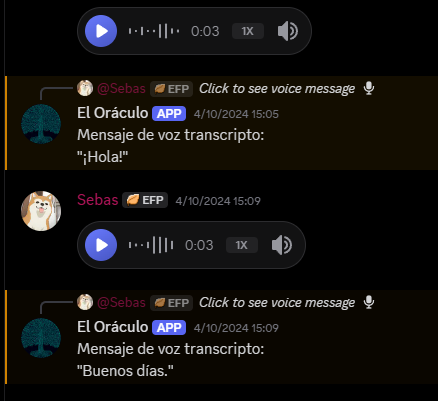 0:03 1X
@Sebas EFP Click to see voice message
El Oráculo APP 4/10/2024 15:05
Mensaje de voz transcripto:
"¡Hola!"
Sebas EFP 4/10/2024 15:09
0:03 1X
@Sebas EFP Click to see voice message
El Oráculo APP 4/10/2024 15:09
Mensaje de voz transcripto:
"Buenos días."